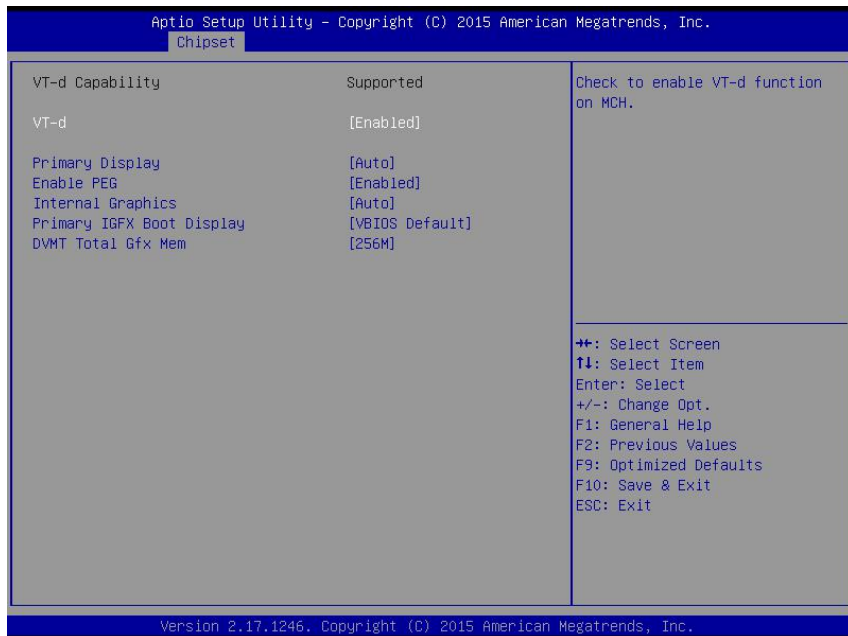 Aptio Setup Utility – Copyright (C) 2015 American Megatrends, Inc.
Chipset
VT-d Capability Supported
VT-d [Enabled]
Primary Display [Auto]
Enable PEG [Enabled]
Internal Graphics [Auto]
Primary IGFX Boot Display [VBIOS Default]
DVMT Total Gfx Mem [256M]
Check to enable VT-d function
on MCH.
→←: Select Screen
↑↓: Select Item
Enter: Select
+/-: Change Opt.
F1: General Help
F2: Previous Values
F9: Optimized Defaults
F10: Save & Exit
ESC: Exit
Version 2.17.1246. Copyright (C) 2015 American Megatrends, Inc.